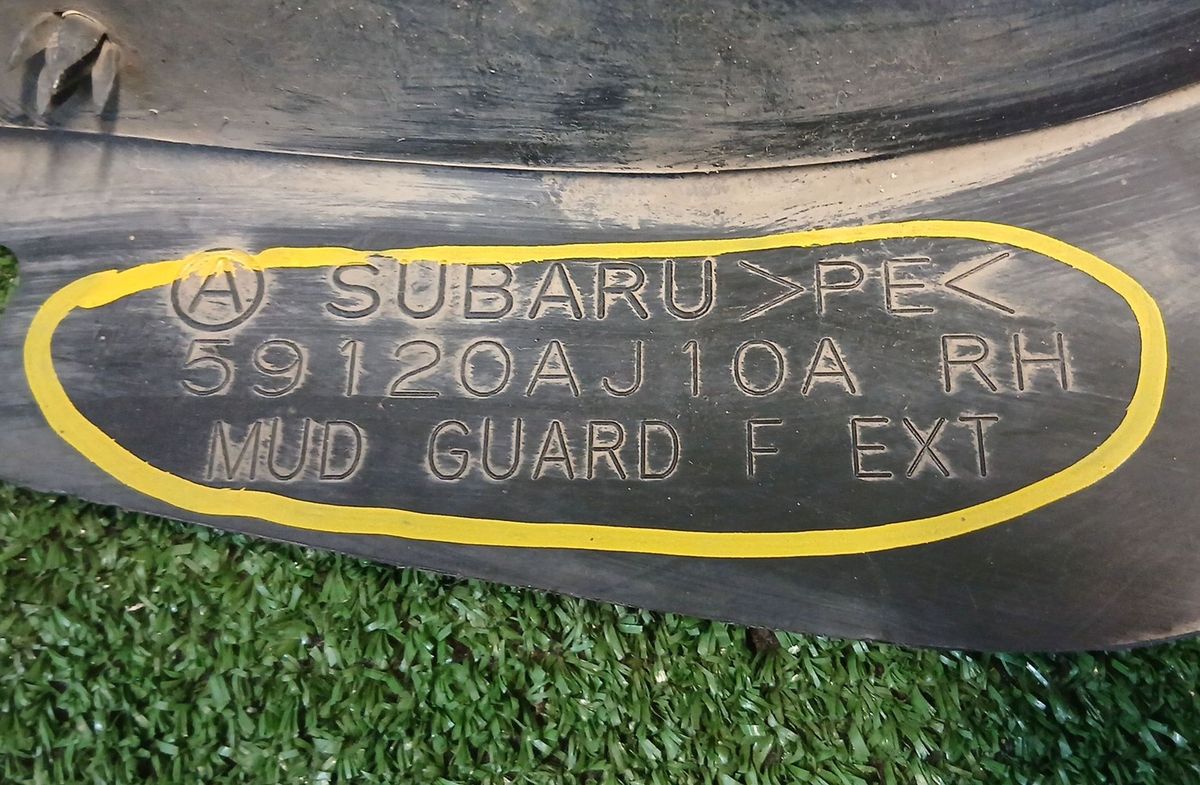 Ⓐ SUBARU >PE<
59120AJ10A RH
MUD GUARD F EXT